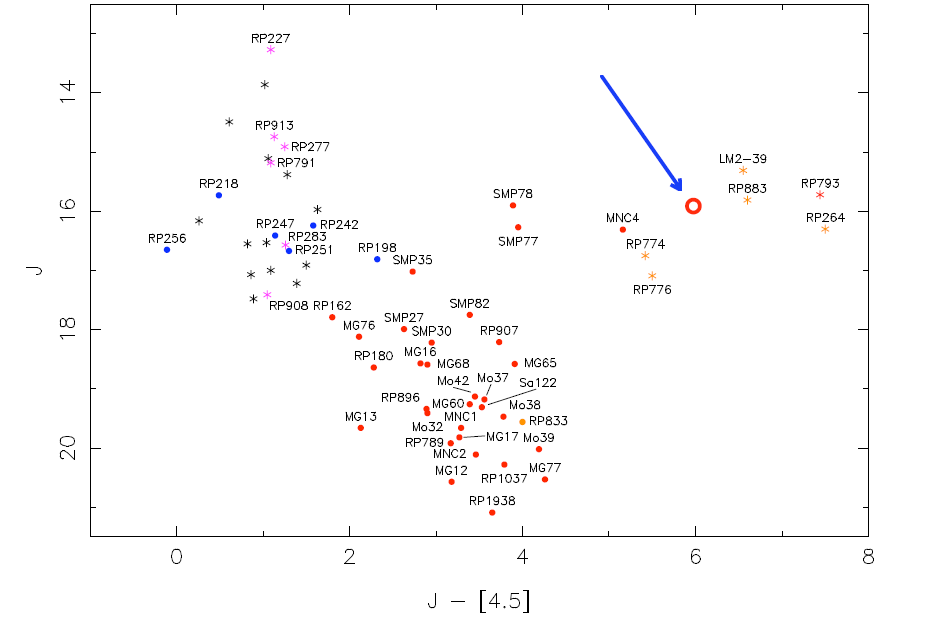 RP227
14
RP913
RP277
RP791
LM2-39
RP218
SMP78
RP883
RP793
16
RP247
RP242
MNC4
RP264
RP256
RP283
RP251
RP198
SMP77
RP774
SMP35
J
RP776
RP908
RP162
SMP82
MG76
SMP27
18
SMP30
RP907
RP180
MG16
MG68
MG65
Mo42
Mo37
Sa122
RP896
MG60
Mo38
MG13
Mo32
MNC1
RP833
RP789
MG17
Mo39
20
MNC2
MG12
RP1037
MG77
RP1938
0
2
4
6
8
J - [4.5]